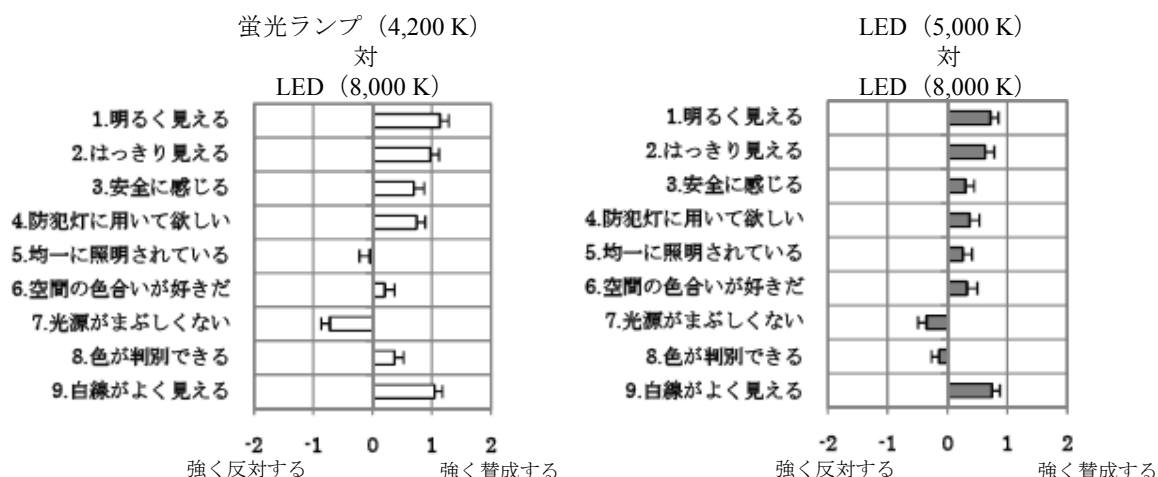 蛍光ランプ（4,200 K）
対
LED（8,000 K）
1.明るく見える
2.はっきり見える
3.安全に感じる
4.防犯灯に用いて欲しい
5.均一に照明されている
6.空間の色合いが好きだ
7.光源がまぶしくない
8.色が判別できる
9.白線がよく見える
-2 -1 0 1 2
強く反対する 強く賛成する
LED（5,000 K）
対
LED（8,000 K）
1.明るく見える
2.はっきり見える
3.安全に感じる
4.防犯灯に用いて欲しい
5.均一に照明されている
6.空間の色合いが好きだ
7.光源がまぶしくない
8.色が判別できる
9.白線がよく見える
-2 -1 0 1 2
強く反対する 強く賛成する